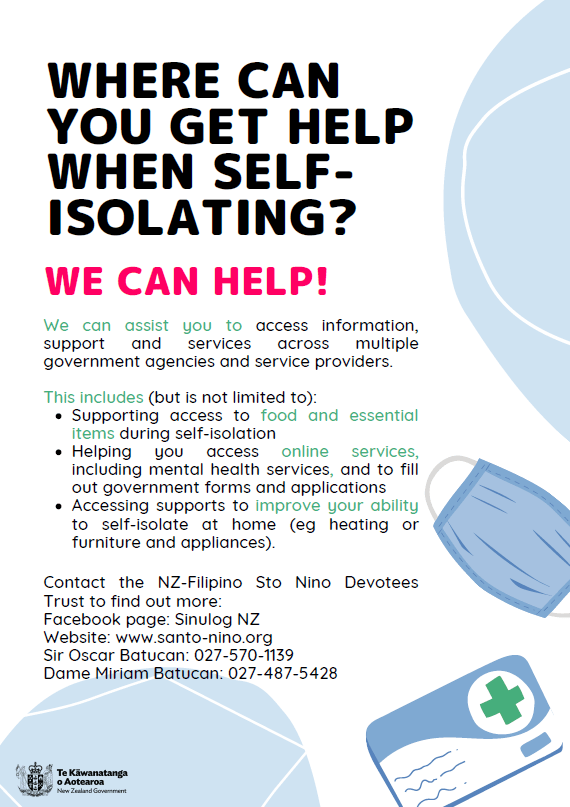 WHERE CAN
YOU GET HELP
WHEN SELF-
ISOLATING?
WE CAN HELP!
We can assist you to access information,
support and services across multiple
government agencies and service providers.
This includes (but is not limited to):
• Supporting access to food and essential
items during self-isolation
• Helping you access online services,
including mental health services, and to fill
out government forms and applications
• Accessing supports to improve your ability
to self-isolate at home (eg heating or
furniture and appliances).
Contact the NZ-Filipino Sto Nino Devotees
Trust to find out more:
Facebook page: Sinulog NZ
Website: www.santo-nino.org
Sir Oscar Batucan: 027-570-1139
Dame Miriam Batucan: 027-487-5428
Te Kāwanatanga
o Aotearoa
New Zealand Government